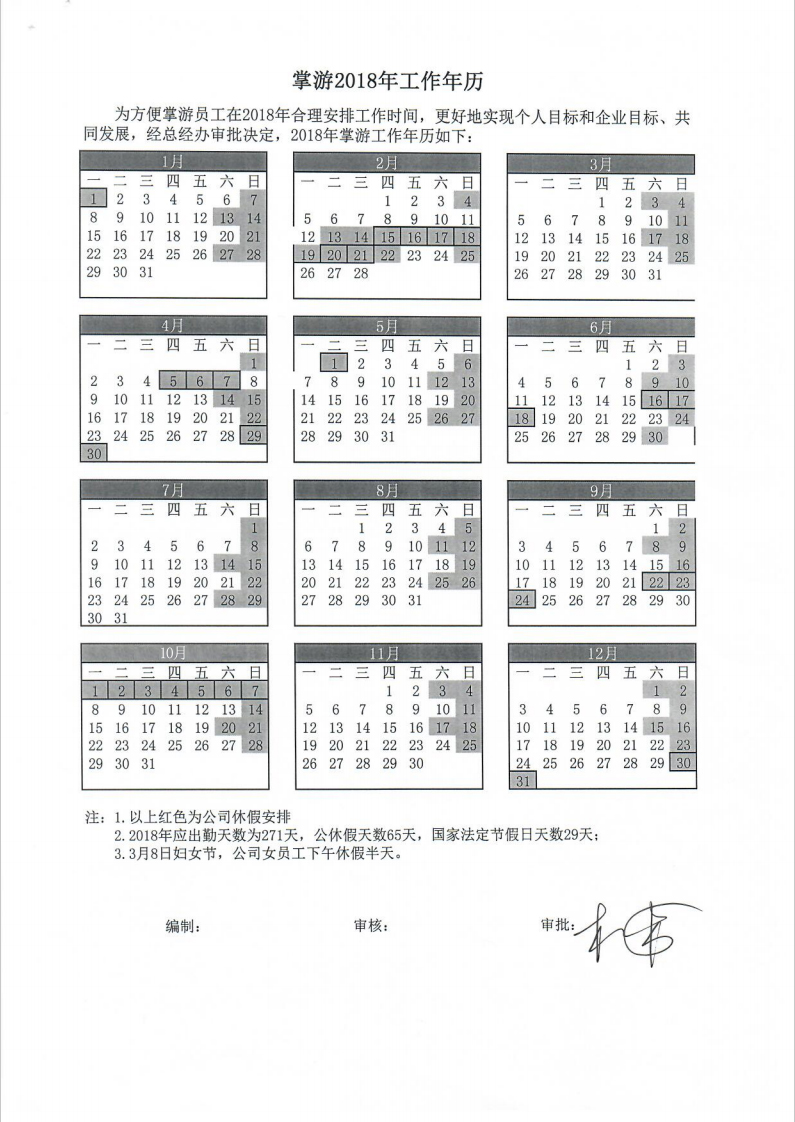 掌游2018年工作年历
为方便掌游员工在2018年合理安排工作时间，更好地实现个人目标和企业目标、共
同发展，经总经办审批决定，2018年掌游工作年历如下：
1月
一 二 三 四 五 六 日
1 2 3 4 5 6 7
8 9 10 11 12 13 14
15 16 17 18 19 20 21
22 23 24 25 26 27 28
29 30 31
2月
一 二 三 四 五 六 日
1 2 3 4
5 6 7 8 9 10 11
12 13 14 15 16 17 18
19 20 21 22 23 24 25
26 27 28
3月
一 二 三 四 五 六 日
1 2 3 4
5 6 7 8 9 10 11
12 13 14 15 16 17 18
19 20 21 22 23 24 25
26 27 28 29 30 31
4月
一 二 三 四 五 六 日
1
2 3 4 5 6 7 8
9 10 11 12 13 14 15
16 17 18 19 20 21 22
23 24 25 26 27 28 29
30
5月
一 二 三 四 五 六 日
1 2 3 4 5 6
7 8 9 10 11 12 13
14 15 16 17 18 19 20
21 22 23 24 25 26 27
28 29 30 31
6月
一 二 三 四 五 六 日
1 2 3
4 5 6 7 8 9 10
11 12 13 14 15 16 17
18 19 20 21 22 23 24
25 26 27 28 29 30
7月
一 二 三 四 五 六 日
1
2 3 4 5 6 7 8
9 10 11 12 13 14 15
16 17 18 19 20 21 22
23 24 25 26 27 28 29
30 31
8月
一 二 三 四 五 六 日
1 2 3 4 5
6 7 8 9 10 11 12
13 14 15 16 17 18 19
20 21 22 23 24 25 26
27 28 29 30 31
9月
一 二 三 四 五 六 日
1 2
3 4 5 6 7 8 9
10 11 12 13 14 15 16
17 18 19 20 21 22 23
24 25 26 27 28 29 30
10月
一 二 三 四 五 六 日
1 2 3 4 5 6 7
8 9 10 11 12 13 14
15 16 17 18 19 20 21
22 23 24 25 26 27 28
29 30 31
11月
一 二 三 四 五 六 日
1 2 3 4
5 6 7 8 9 10 11
12 13 14 15 16 17 18
19 20 21 22 23 24 25
26 27 28 29 30
12月
一 二 三 四 五 六 日
1 2
3 4 5 6 7 8 9
10 11 12 13 14 15 16
17 18 19 20 21 22 23
24 25 26 27 28 29 30
31
注：1.以上红色为公司休假安排
2.2018年应出勤天数为271天，公休假天数65天，国家法定节假日天数29天；
3.3月8日妇女节，公司女员工下午休假半天。
编制： 审核： 审批：